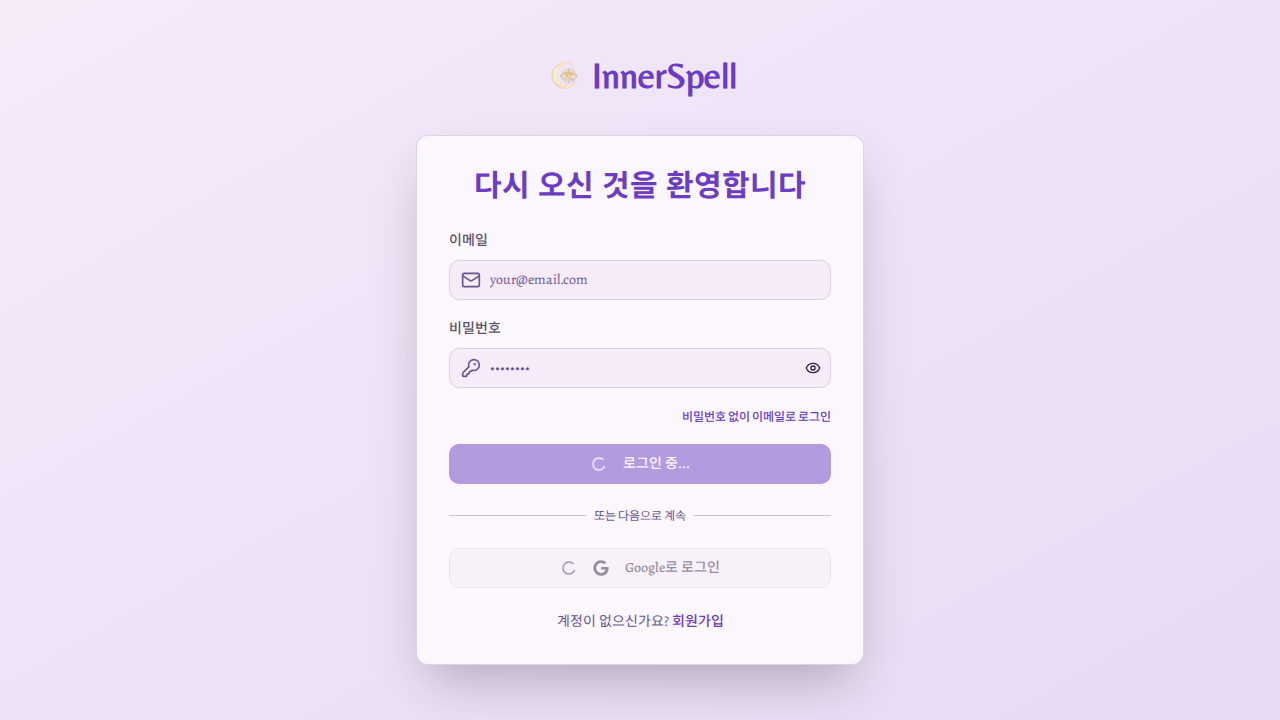 InnerSpell
다시 오신 것을 환영합니다
이메일
your@email.com
비밀번호
••••••••
비밀번호 없이 이메일로 로그인
로그인 중...
또는 다음으로 계속
Google로 로그인
계정이 없으신가요? 회원가입